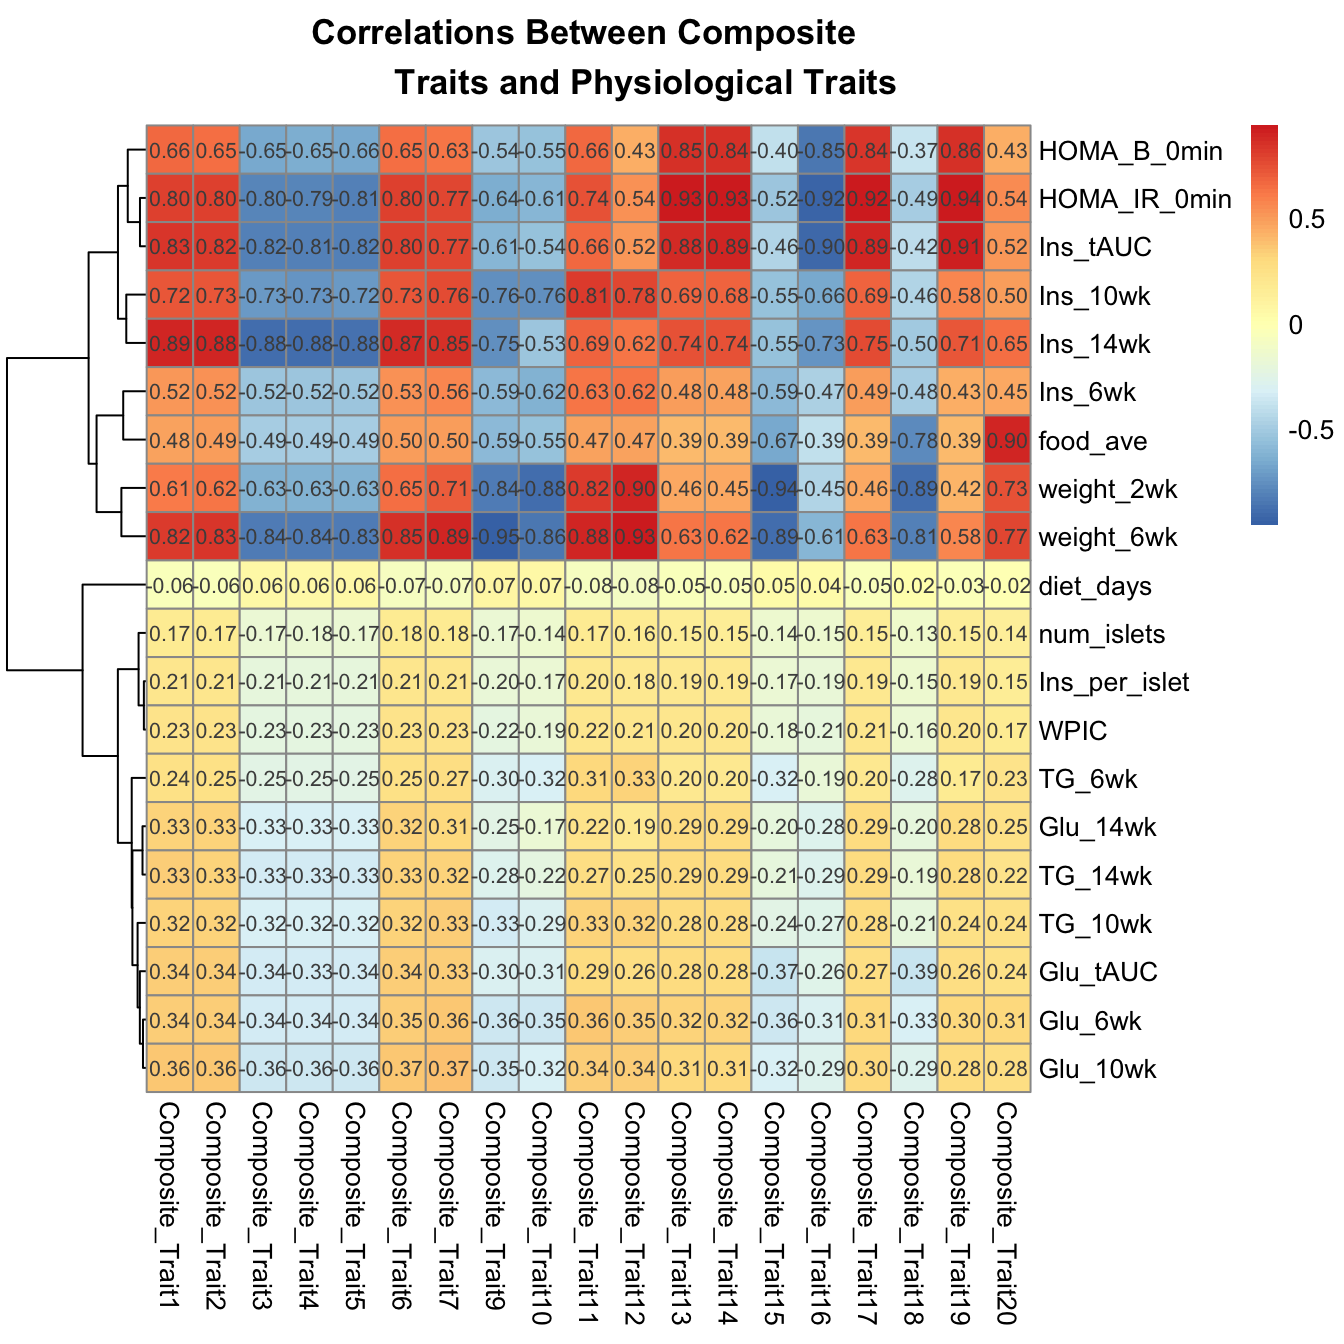 Correlations Between Composite
Traits and Physiological Traits
0.66 0.65 -0.65 -0.65 -0.66 0.65 0.63 -0.54 -0.55 0.66 0.43 0.85 0.84 -0.40 -0.85 0.84 -0.37 0.86 0.43 HOMA_B_0min
0.80 0.80 -0.80 -0.79 -0.81 0.80 0.77 -0.64 -0.61 0.74 0.54 0.93 0.93 -0.52 -0.92 0.92 -0.49 0.94 0.54 HOMA_IR_0min
0.83 0.82 -0.82 -0.81 -0.82 0.80 0.77 -0.61 -0.54 0.66 0.52 0.88 0.89 -0.46 -0.90 0.89 -0.42 0.91 0.52 Ins_tAUC
0.72 0.73 -0.73 -0.73 -0.72 0.73 0.76 -0.76 -0.76 0.81 0.78 0.69 0.68 -0.55 -0.66 0.69 -0.46 0.58 0.50 Ins_10wk
0.89 0.88 -0.88 -0.88 -0.88 0.87 0.85 -0.75 -0.53 0.69 0.62 0.74 0.74 -0.55 -0.73 0.75 -0.50 0.71 0.65 Ins_14wk
0.52 0.52 -0.52 -0.52 -0.52 0.53 0.56 -0.59 -0.62 0.63 0.62 0.48 0.48 -0.59 -0.47 0.49 -0.48 0.43 0.45 Ins_6wk
0.48 0.49 -0.49 -0.49 -0.49 0.50 0.50 -0.59 -0.55 0.47 0.47 0.39 0.39 -0.67 -0.39 0.39 -0.78 0.39 0.90 food_ave
0.61 0.62 -0.63 -0.63 -0.63 0.65 0.71 -0.84 -0.88 0.82 0.90 0.46 0.45 -0.94 -0.45 0.46 -0.89 0.42 0.73 weight_2wk
0.82 0.83 -0.84 -0.84 -0.83 0.85 0.89 -0.95 -0.86 0.88 0.93 0.63 0.62 -0.89 -0.61 0.63 -0.81 0.58 0.77 weight_6wk
-0.06 -0.06 0.06 0.06 0.06 -0.07 -0.07 0.07 0.07 -0.08 -0.08 -0.05 -0.05 0.05 0.04 -0.05 0.02 -0.03 -0.02 diet_days
0.17 0.17 -0.17 -0.18 -0.17 0.18 0.18 -0.17 -0.14 0.17 0.16 0.15 0.15 -0.14 -0.15 0.15 -0.13 0.15 0.14 num_islets
0.21 0.21 -0.21 -0.21 -0.21 0.21 0.21 -0.20 -0.17 0.20 0.18 0.19 0.19 -0.17 -0.19 0.19 -0.15 0.19 0.15 Ins_per_islet
0.23 0.23 -0.23 -0.23 -0.23 0.23 0.23 -0.22 -0.19 0.22 0.21 0.20 0.20 -0.18 -0.21 0.21 -0.16 0.20 0.17 WPIC
0.24 0.25 -0.25 -0.25 -0.25 0.25 0.27 -0.30 -0.32 0.31 0.33 0.20 0.20 -0.32 -0.19 0.20 -0.28 0.17 0.23 TG_6wk
0.33 0.33 -0.33 -0.33 -0.33 0.32 0.31 -0.25 -0.17 0.22 0.19 0.29 0.29 -0.20 -0.28 0.29 -0.20 0.28 0.25 Glu_14wk
0.33 0.33 -0.33 -0.33 -0.33 0.33 0.32 -0.28 -0.22 0.27 0.25 0.29 0.29 -0.21 -0.29 0.29 -0.19 0.28 0.22 TG_14wk
0.32 0.32 -0.32 -0.32 -0.32 0.32 0.33 -0.33 -0.29 0.33 0.32 0.28 0.28 -0.24 -0.27 0.28 -0.21 0.24 0.24 TG_10wk
0.34 0.34 -0.34 -0.33 -0.34 0.34 0.33 -0.30 -0.31 0.29 0.26 0.28 0.28 -0.37 -0.26 0.27 -0.39 0.26 0.24 Glu_tAUC
0.34 0.34 -0.34 -0.34 -0.34 0.35 0.36 -0.36 -0.35 0.36 0.35 0.32 0.32 -0.36 -0.31 0.31 -0.33 0.30 0.31 Glu_6wk
0.36 0.36 -0.36 -0.36 -0.36 0.37 0.37 -0.35 -0.32 0.34 0.34 0.31 0.31 -0.32 -0.29 0.30 -0.29 0.28 0.28 Glu_10wk
Composite_Trait1
Composite_Trait2
Composite_Trait3
Composite_Trait4
Composite_Trait5
Composite_Trait6
Composite_Trait7
Composite_Trait9
Composite_Trait10
Composite_Trait11
Composite_Trait12
Composite_Trait13
Composite_Trait14
Composite_Trait15
Composite_Trait16
Composite_Trait17
Composite_Trait18
Composite_Trait19
Composite_Trait20
0.5
0
-0.5